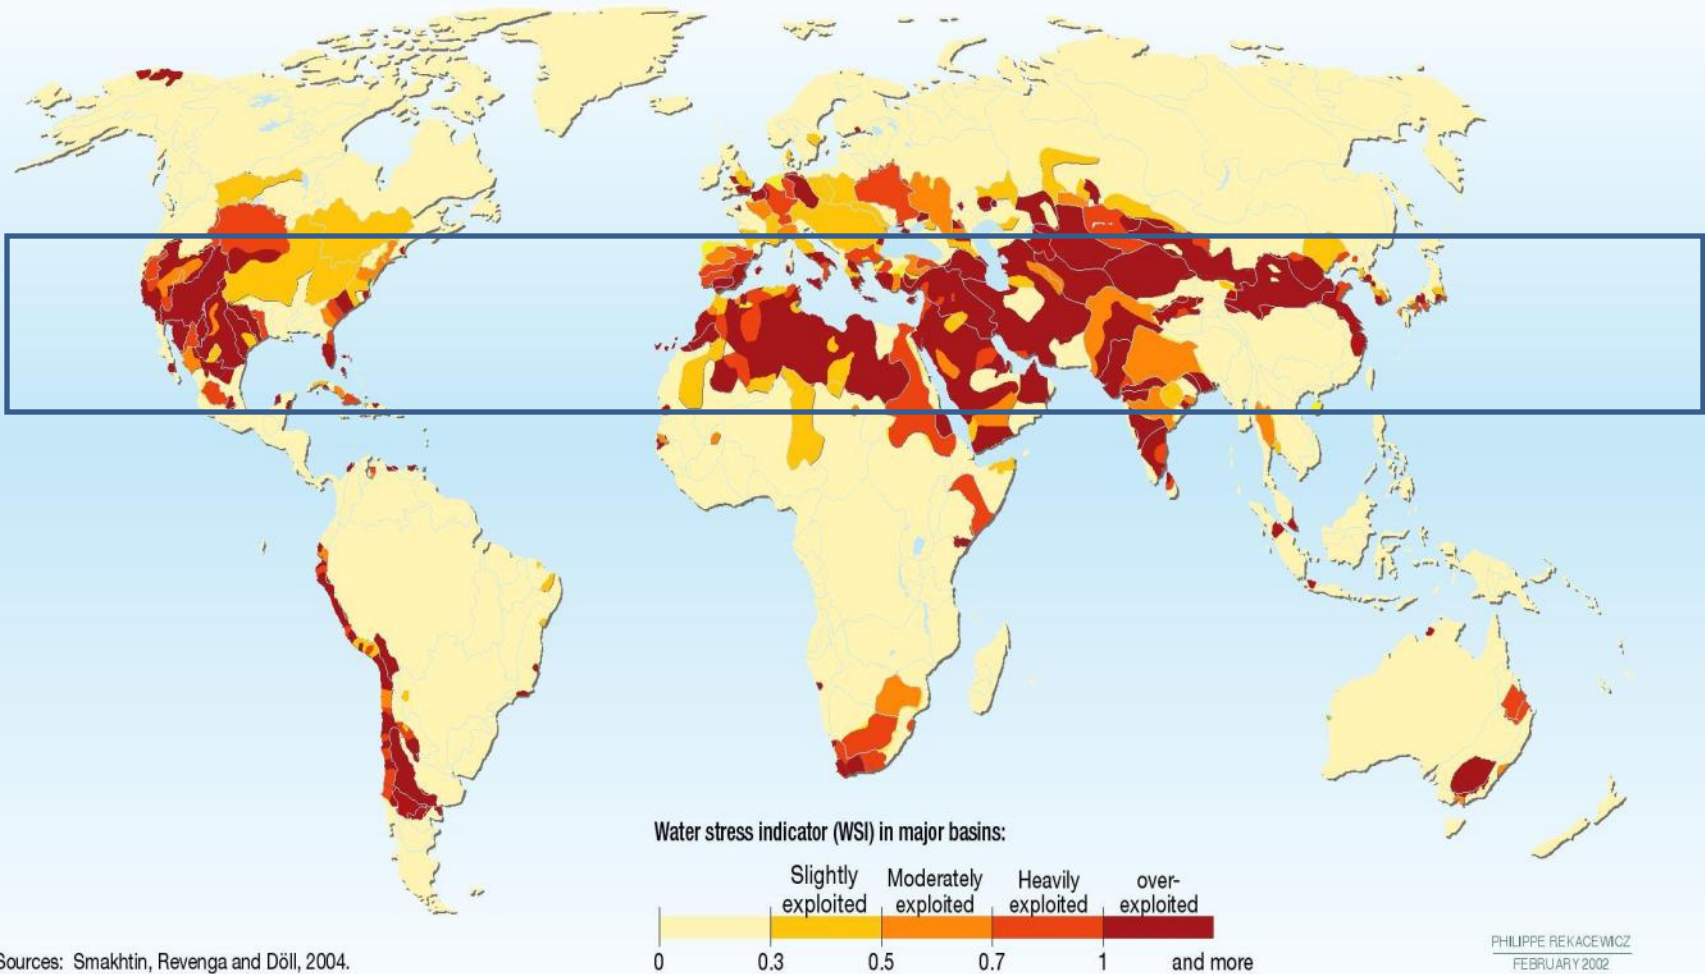 Water stress indicator (WSI) in major basins:
Slightly exploited
Moderately exploited
Heavily exploited
over-exploited
0 0.3 0.5 0.7 1 and more
Sources: Smakhtin, Revenga and Döll, 2004.
PHILIPPE REKACEWICZ
FEBRUARY 2002